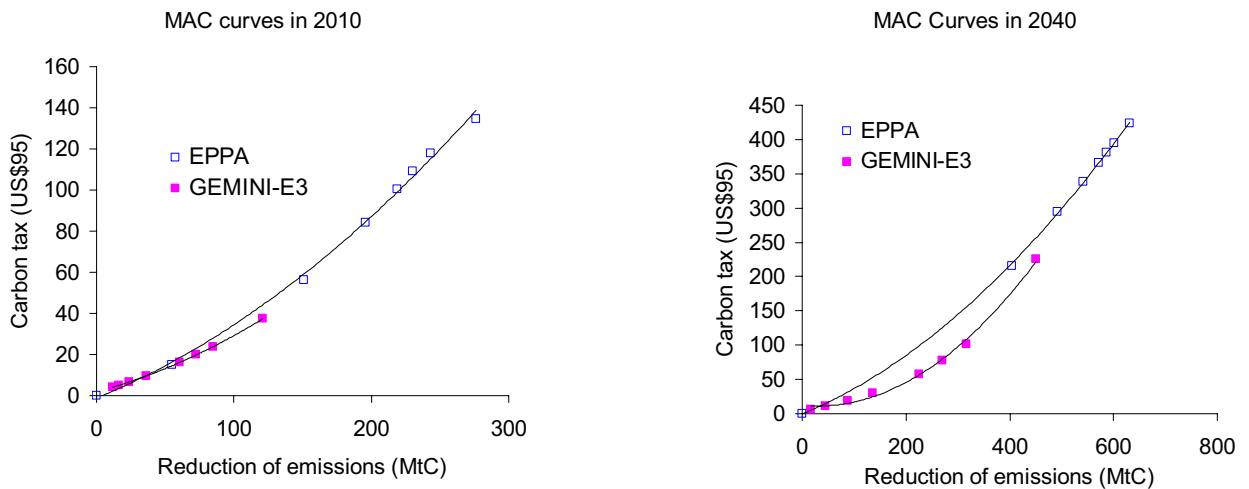 MAC curves in 2010
160
140
120
100
80
60
40
20
0
Carbon tax (US$95)
EPPA
GEMINI-E3
0 100 200 300
Reduction of emissions (MtC)
MAC Curves in 2040
450
400
350
300
250
200
150
100
50
0
Carbon tax (US$95)
EPPA
GEMINI-E3
0 200 400 600 800
Reduction of emissions (MtC)